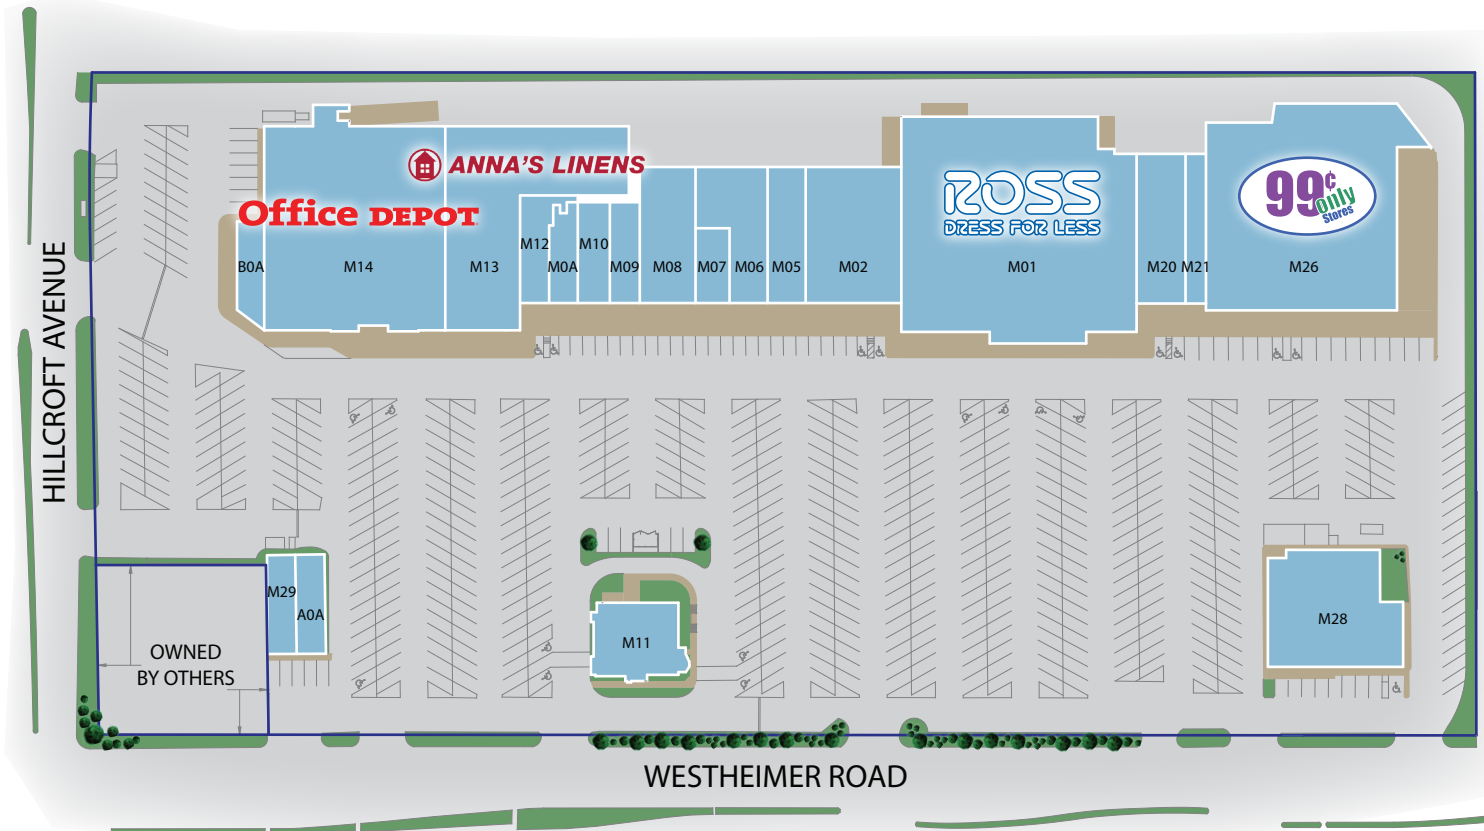 ANNA'S LINENS
Office DEPOT
ROSS
DRESS FOR LESS
99¢
only
Stores
B0A
M14
M13
M12
M0A
M10
M09
M08
M07
M06
M05
M02
M01
M20
M21
M26
HILLCROFT AVENUE
M29
A0A
OWNED
BY OTHERS
M11
M28
WESTHEIMER ROAD